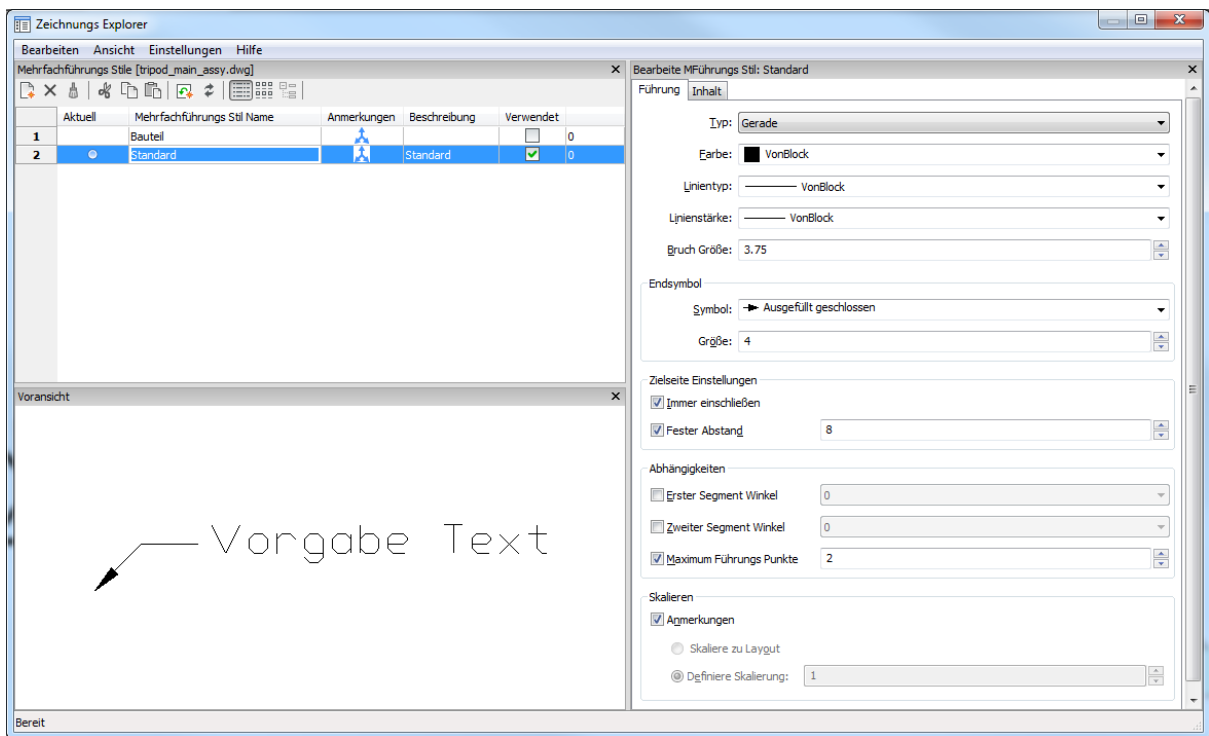 Zeichnungs Explorer
Bearbeiten Ansicht Einstellungen Hilfe
Mehrfachführungs Stile [tripod_main_assy.dwg]
Aktuell Mehrfachführungs Stil Name Anmerkungen Beschreibung Verwendet
1 Bauteil 0
2 Standard Standard 0
Voransicht
Vorgabe Text
Bearbeite MFührungs Stil: Standard
Führung Inhalt
Typ: Gerade
Farbe: VonBlock
Linientyp: VonBlock
Linienstärke: VonBlock
Bruch Größe: 3.75
Endsymbol
Symbol: Ausgefüllt geschlossen
Größe: 4
Zielseite Einstellungen
Immer einschließen
Fester Abstand 8
Abhängigkeiten
Erster Segment Winkel 0
Zweiter Segment Winkel 0
Maximum Führungs Punkte 2
Skalieren
Anmerkungen
Skaliere zu Layout
Definiere Skalierung: 1
Bereit